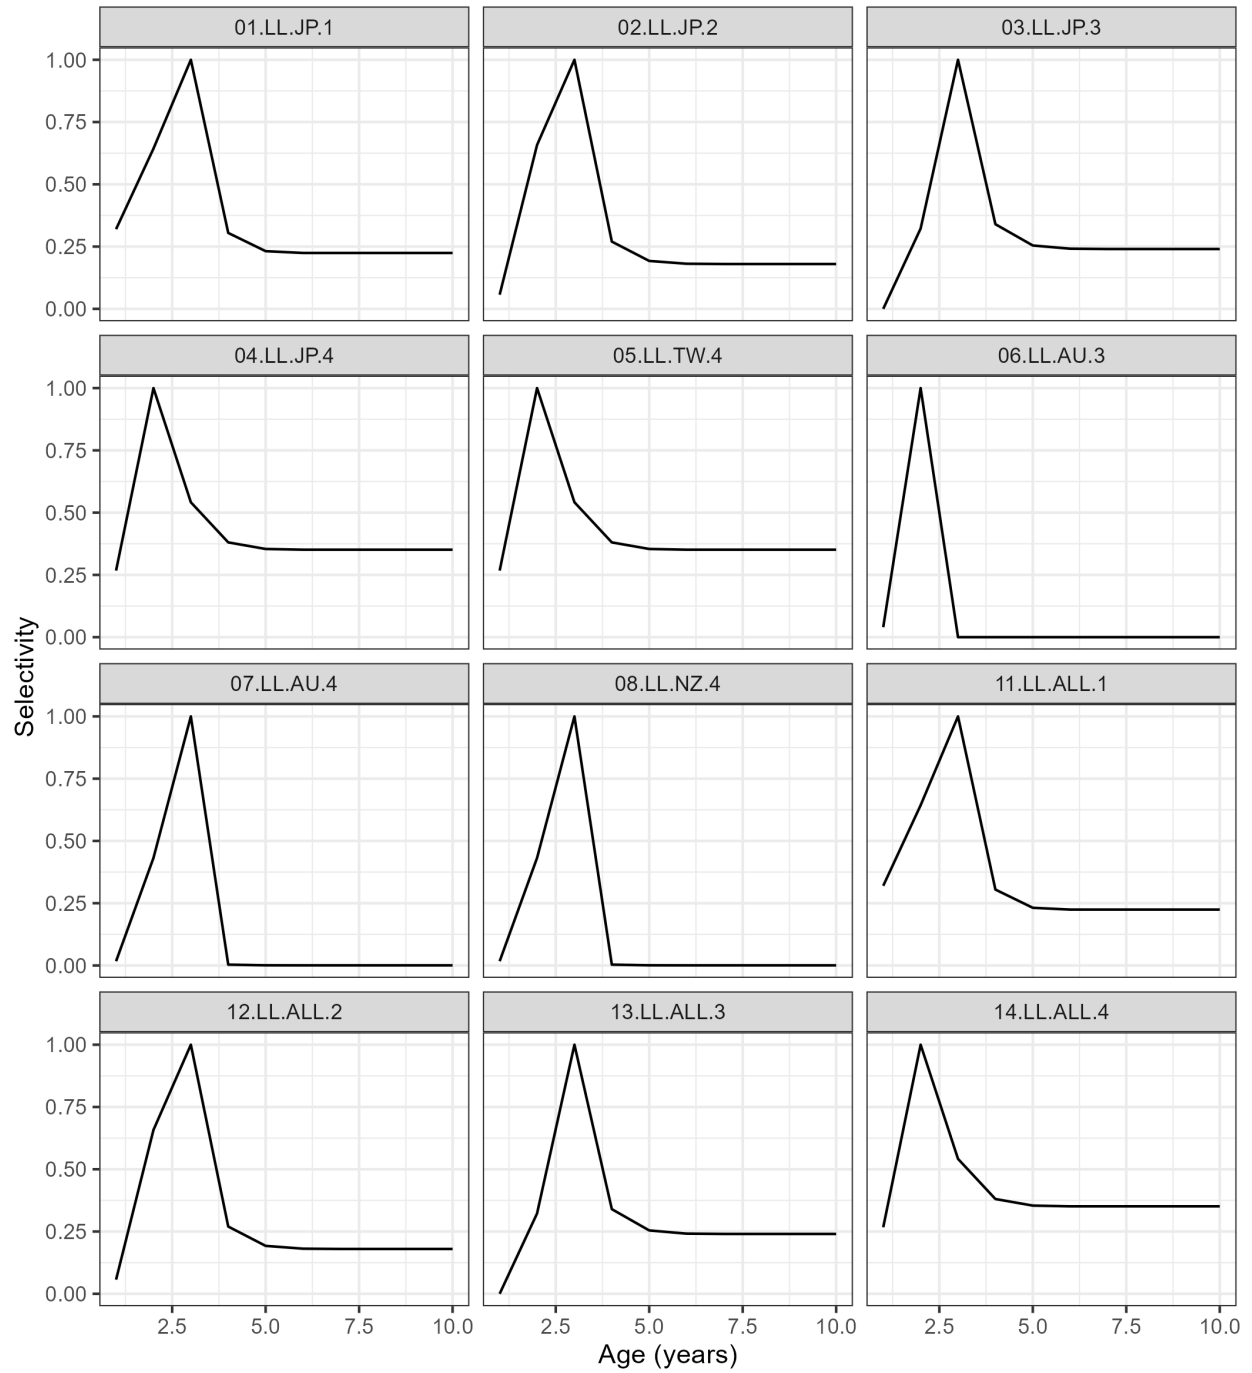 01.LL.JP.1 02.LL.JP.2 03.LL.JP.3
1.00
0.75
0.50
0.25
0.00
04.LL.JP.4 05.LL.TW.4 06.LL.AU.3
1.00
0.75
0.50
0.25
0.00
Selectivity
07.LL.AU.4 08.LL.NZ.4 11.LL.ALL.1
1.00
0.75
0.50
0.25
0.00
12.LL.ALL.2 13.LL.ALL.3 14.LL.ALL.4
1.00
0.75
0.50
0.25
0.00
2.5 5.0 7.5 10.0 2.5 5.0 7.5 10.0 2.5 5.0 7.5 10.0
Age (years)